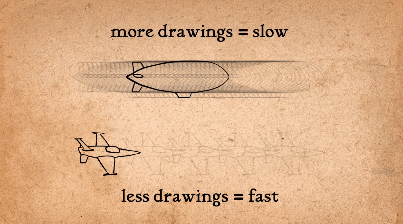 more drawings = slow
less drawings = fast